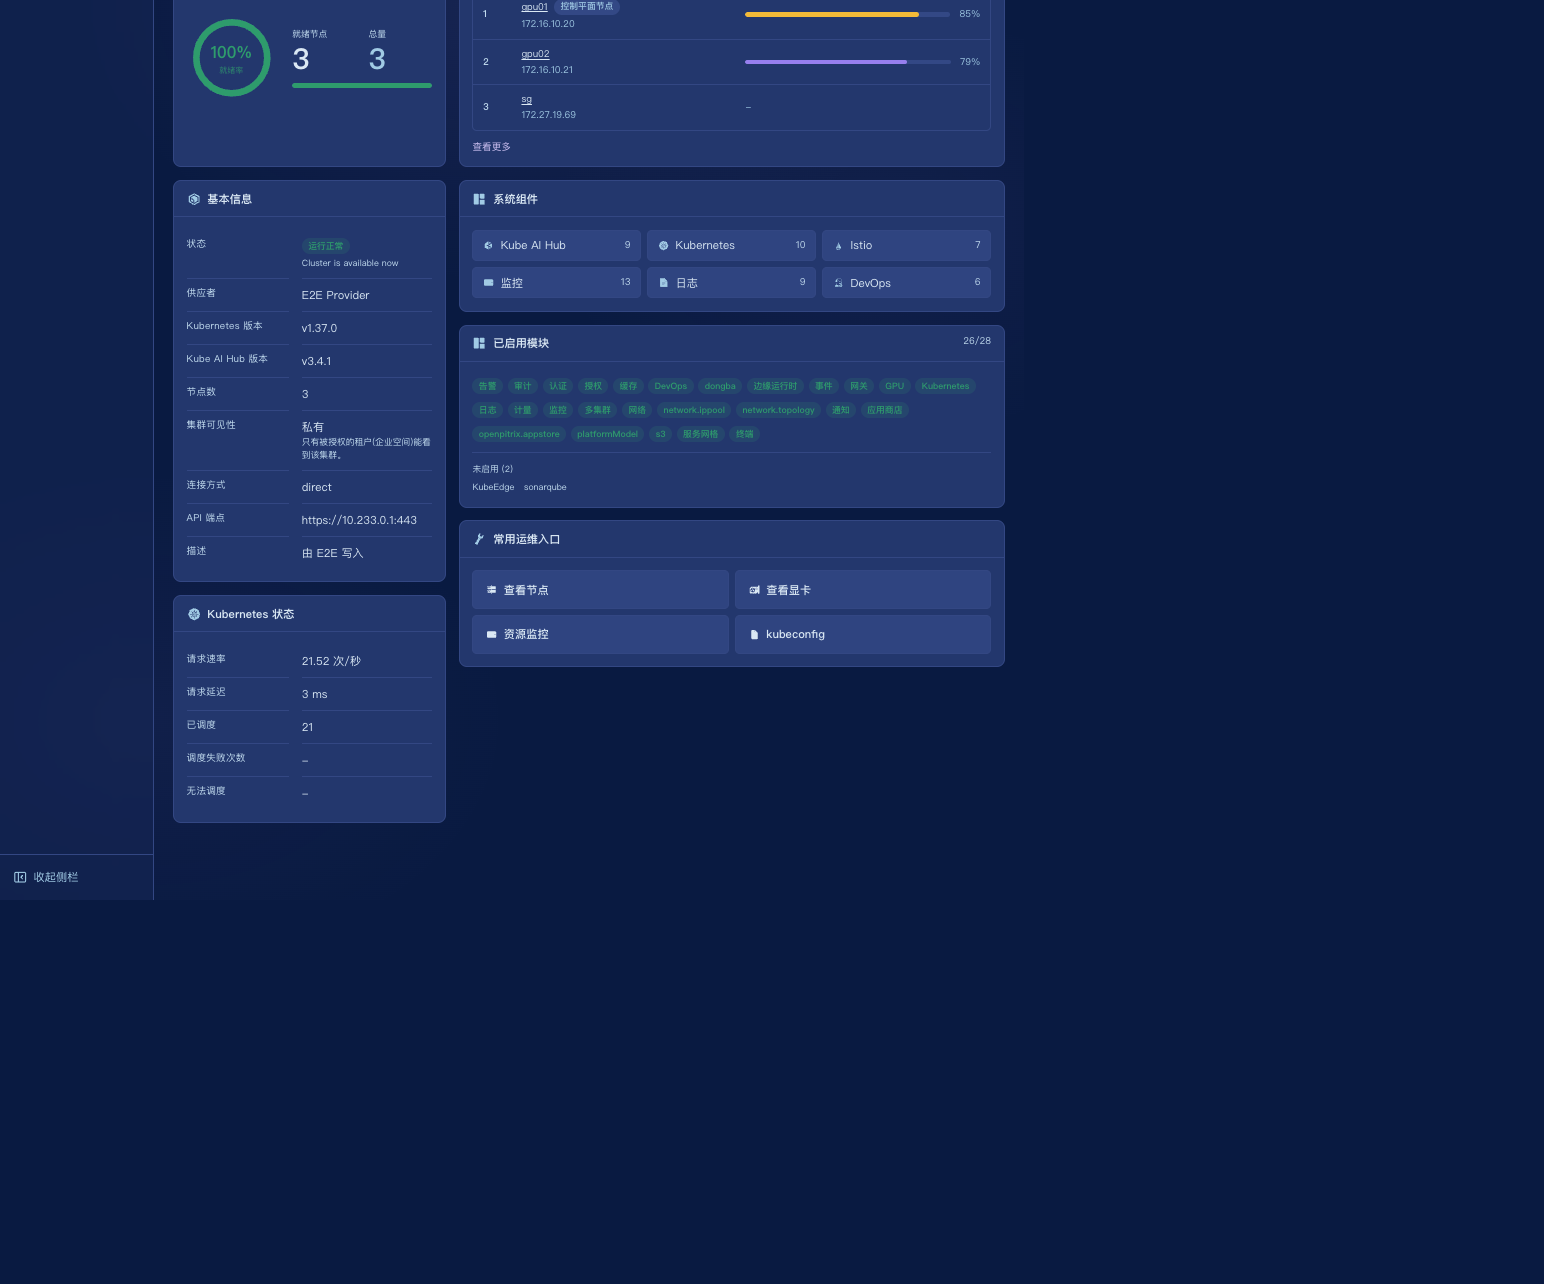 100%
就绪率
就绪节点
3
总量
3
1
gpu01 控制平面节点
172.16.10.20
85%
2
gpu02
172.16.10.21
79%
3
sg
172.27.19.69
–
查看更多
基本信息
状态
运行正常
Cluster is available now
供应者
E2E Provider
Kubernetes 版本
v1.37.0
Kube AI Hub 版本
v3.4.1
节点数
3
集群可见性
私有
只有被授权的租户(企业空间)能看
到该集群。
连接方式
direct
API 端点
https://10.233.0.1:443
描述
由 E2E 写入
Kubernetes 状态
请求速率
21.52 次/秒
请求延迟
3 ms
已调度
21
调度失败次数
–
无法调度
–
系统组件
Kube AI Hub 9
Kubernetes 10
Istio 7
监控 13
日志 9
DevOps 6
已启用模块 26/28
告警 审计 认证 授权 缓存 DevOps dongba 边缘运行时 事件 网关 GPU Kubernetes
日志 计量 监控 多集群 网络 network.ippool network.topology 通知 应用商店
openpitrix.appstore platformModel s3 服务网格 终端
未启用 (2)
KubeEdge sonarqube
常用运维入口
查看节点
查看显卡
资源监控
kubeconfig
收起侧栏